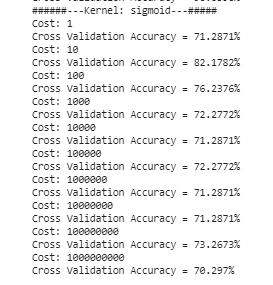 ######---Kernel: sigmoid---#####
Cost: 1
Cross Validation Accuracy = 71.2871%
Cost: 10
Cross Validation Accuracy = 82.1782%
Cost: 100
Cross Validation Accuracy = 76.2376%
Cost: 1000
Cross Validation Accuracy = 72.2772%
Cost: 10000
Cross Validation Accuracy = 71.2871%
Cost: 100000
Cross Validation Accuracy = 72.2772%
Cost: 1000000
Cross Validation Accuracy = 71.2871%
Cost: 10000000
Cross Validation Accuracy = 71.2871%
Cost: 100000000
Cross Validation Accuracy = 73.2673%
Cost: 1000000000
Cross Validation Accuracy = 70.297%